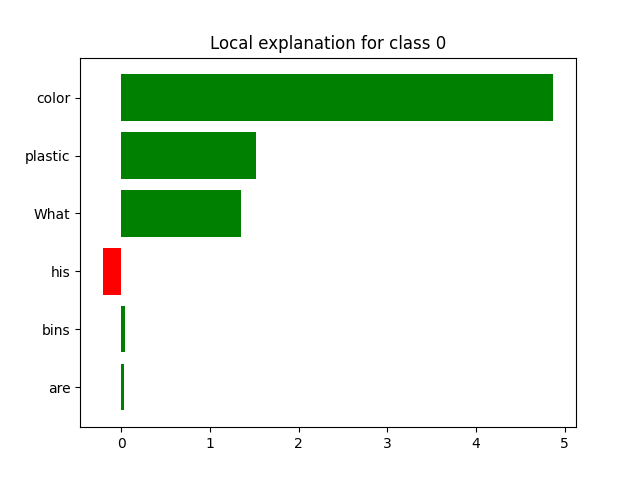 Local explanation for class 0
color
plastic
What
his
bins
are
0 1 2 3 4 5